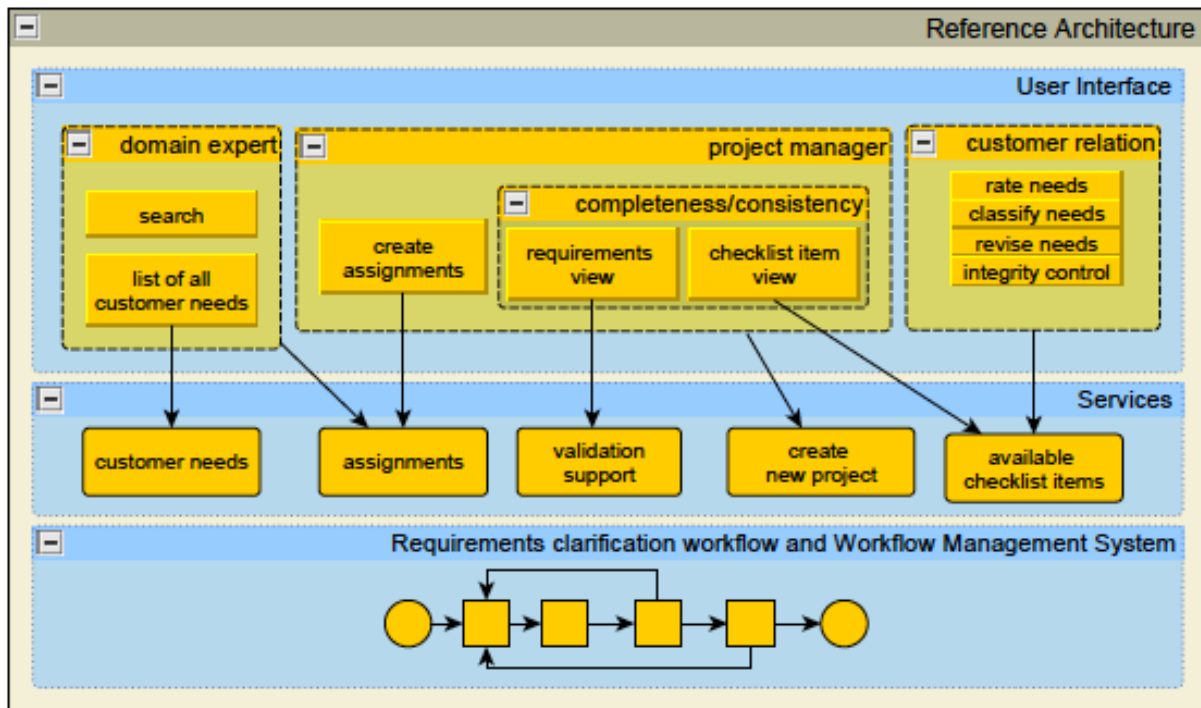 Reference Architecture
User Interface
domain expert
search
list of all
customer needs
project manager
create
assignments
completeness/consistency
requirements
view
checklist item
view
customer relation
rate needs
classify needs
revise needs
integrity control
Services
customer needs
assignments
validation
support
create
new project
available
checklist items
Requirements clarification workflow and Workflow Management System